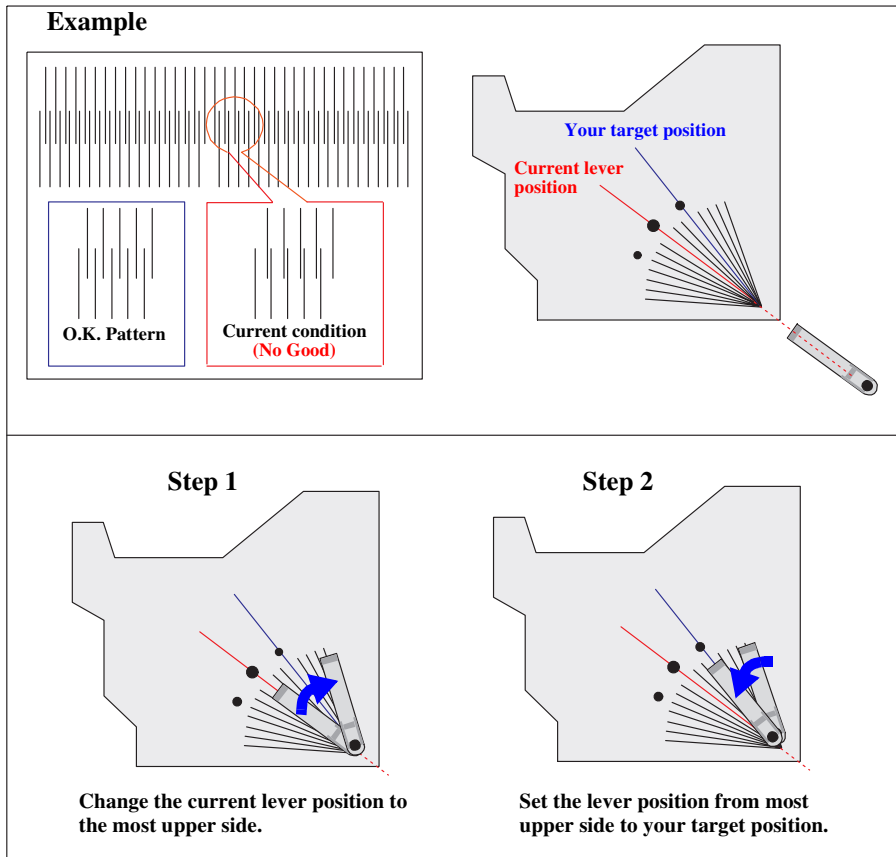 Example
Your target position
Current lever
position
O.K. Pattern
Current condition
(No Good)
Step 1
Change the current lever position to
the most upper side.
Step 2
Set the lever position from most
upper side to your target position.